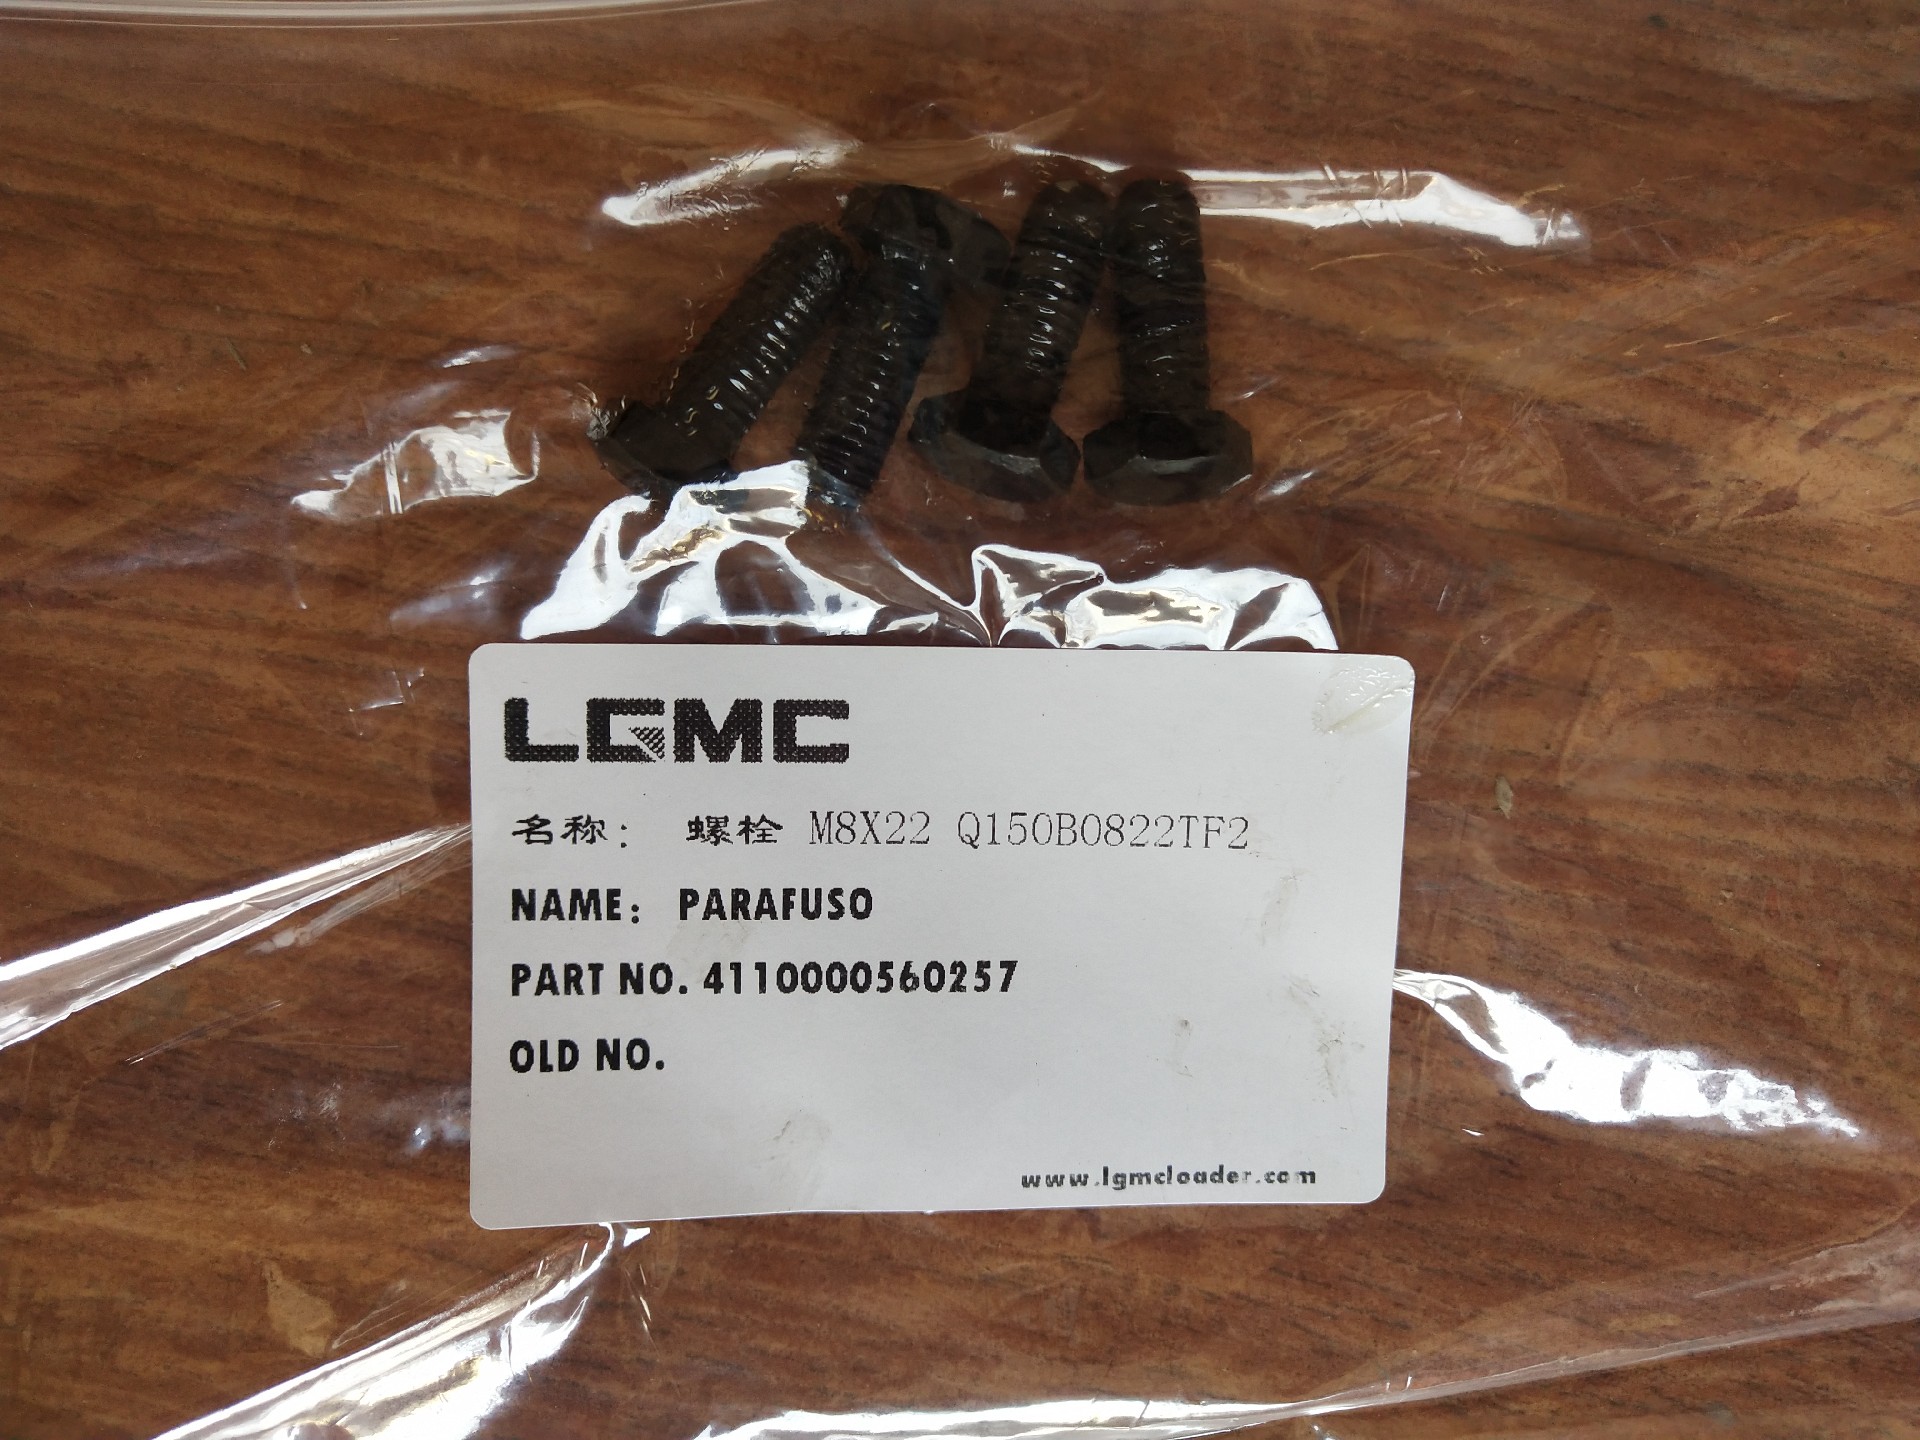 LGMC
名称: 螺栓 M8X22 Q150B0822TF2
NAME: PARAFUSO
PART NO. 4110000560257
OLD NO.
www.lgmcloader.com